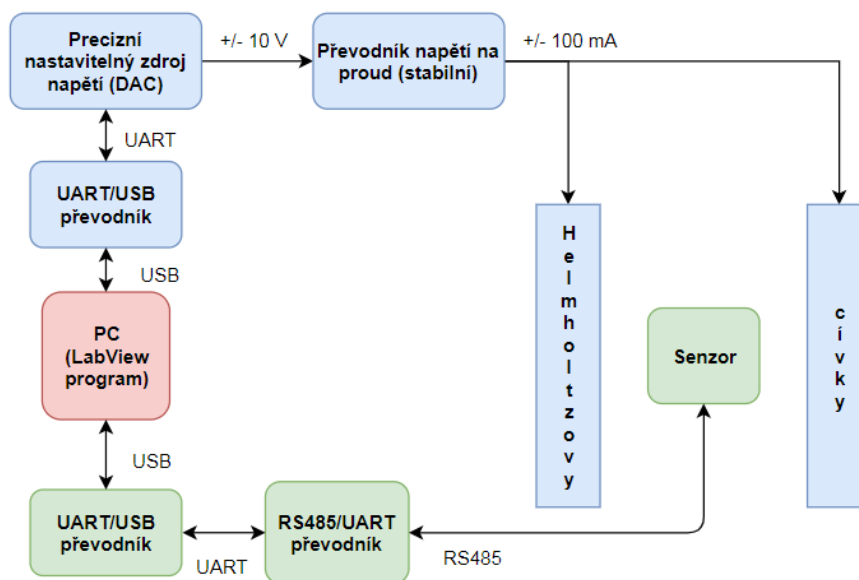 Precizní
nastavitelný zdroj
napětí (DAC)
+/- 10 V
Převodník napětí na
proud (stabilní)
+/- 100 mA
UART
UART/USB
převodník
USB
PC
(LabView
program)
USB
UART/USB
převodník
UART
RS485/UART
převodník
RS485
Senzor
H
e
l
m
h
o
l
t
z
o
v
y
c
í
v
k
y